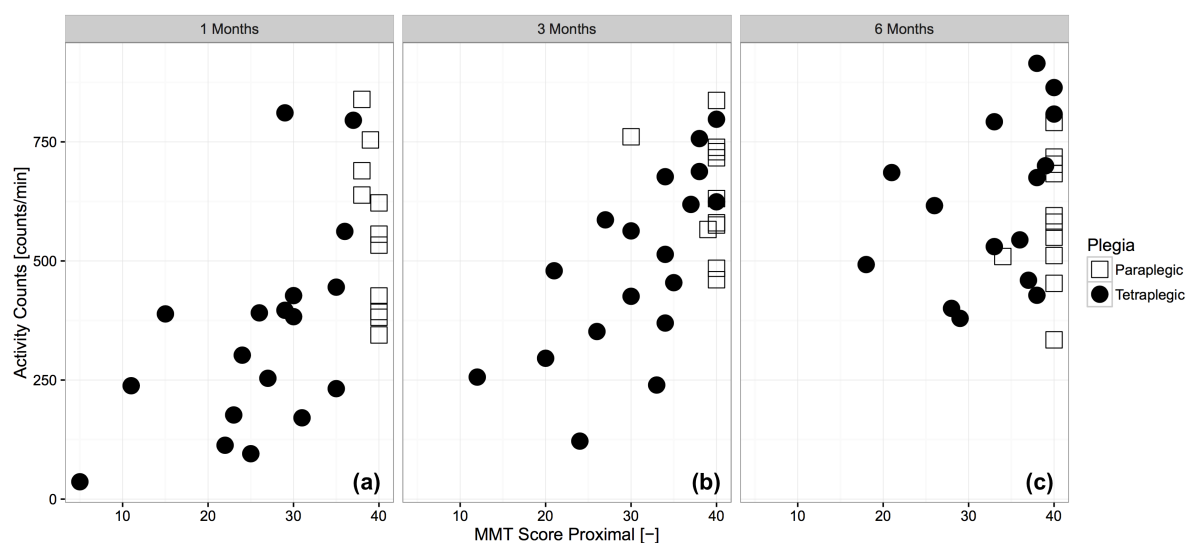 1 Months
3 Months
6 Months
Activity Counts [counts/min]
750
500
250
0
(a)
(b)
(c)
10 20 30 40
10 20 30 40
10 20 30 40
MMT Score Proximal [−]
Plegia
Paraplegic
Tetraplegic